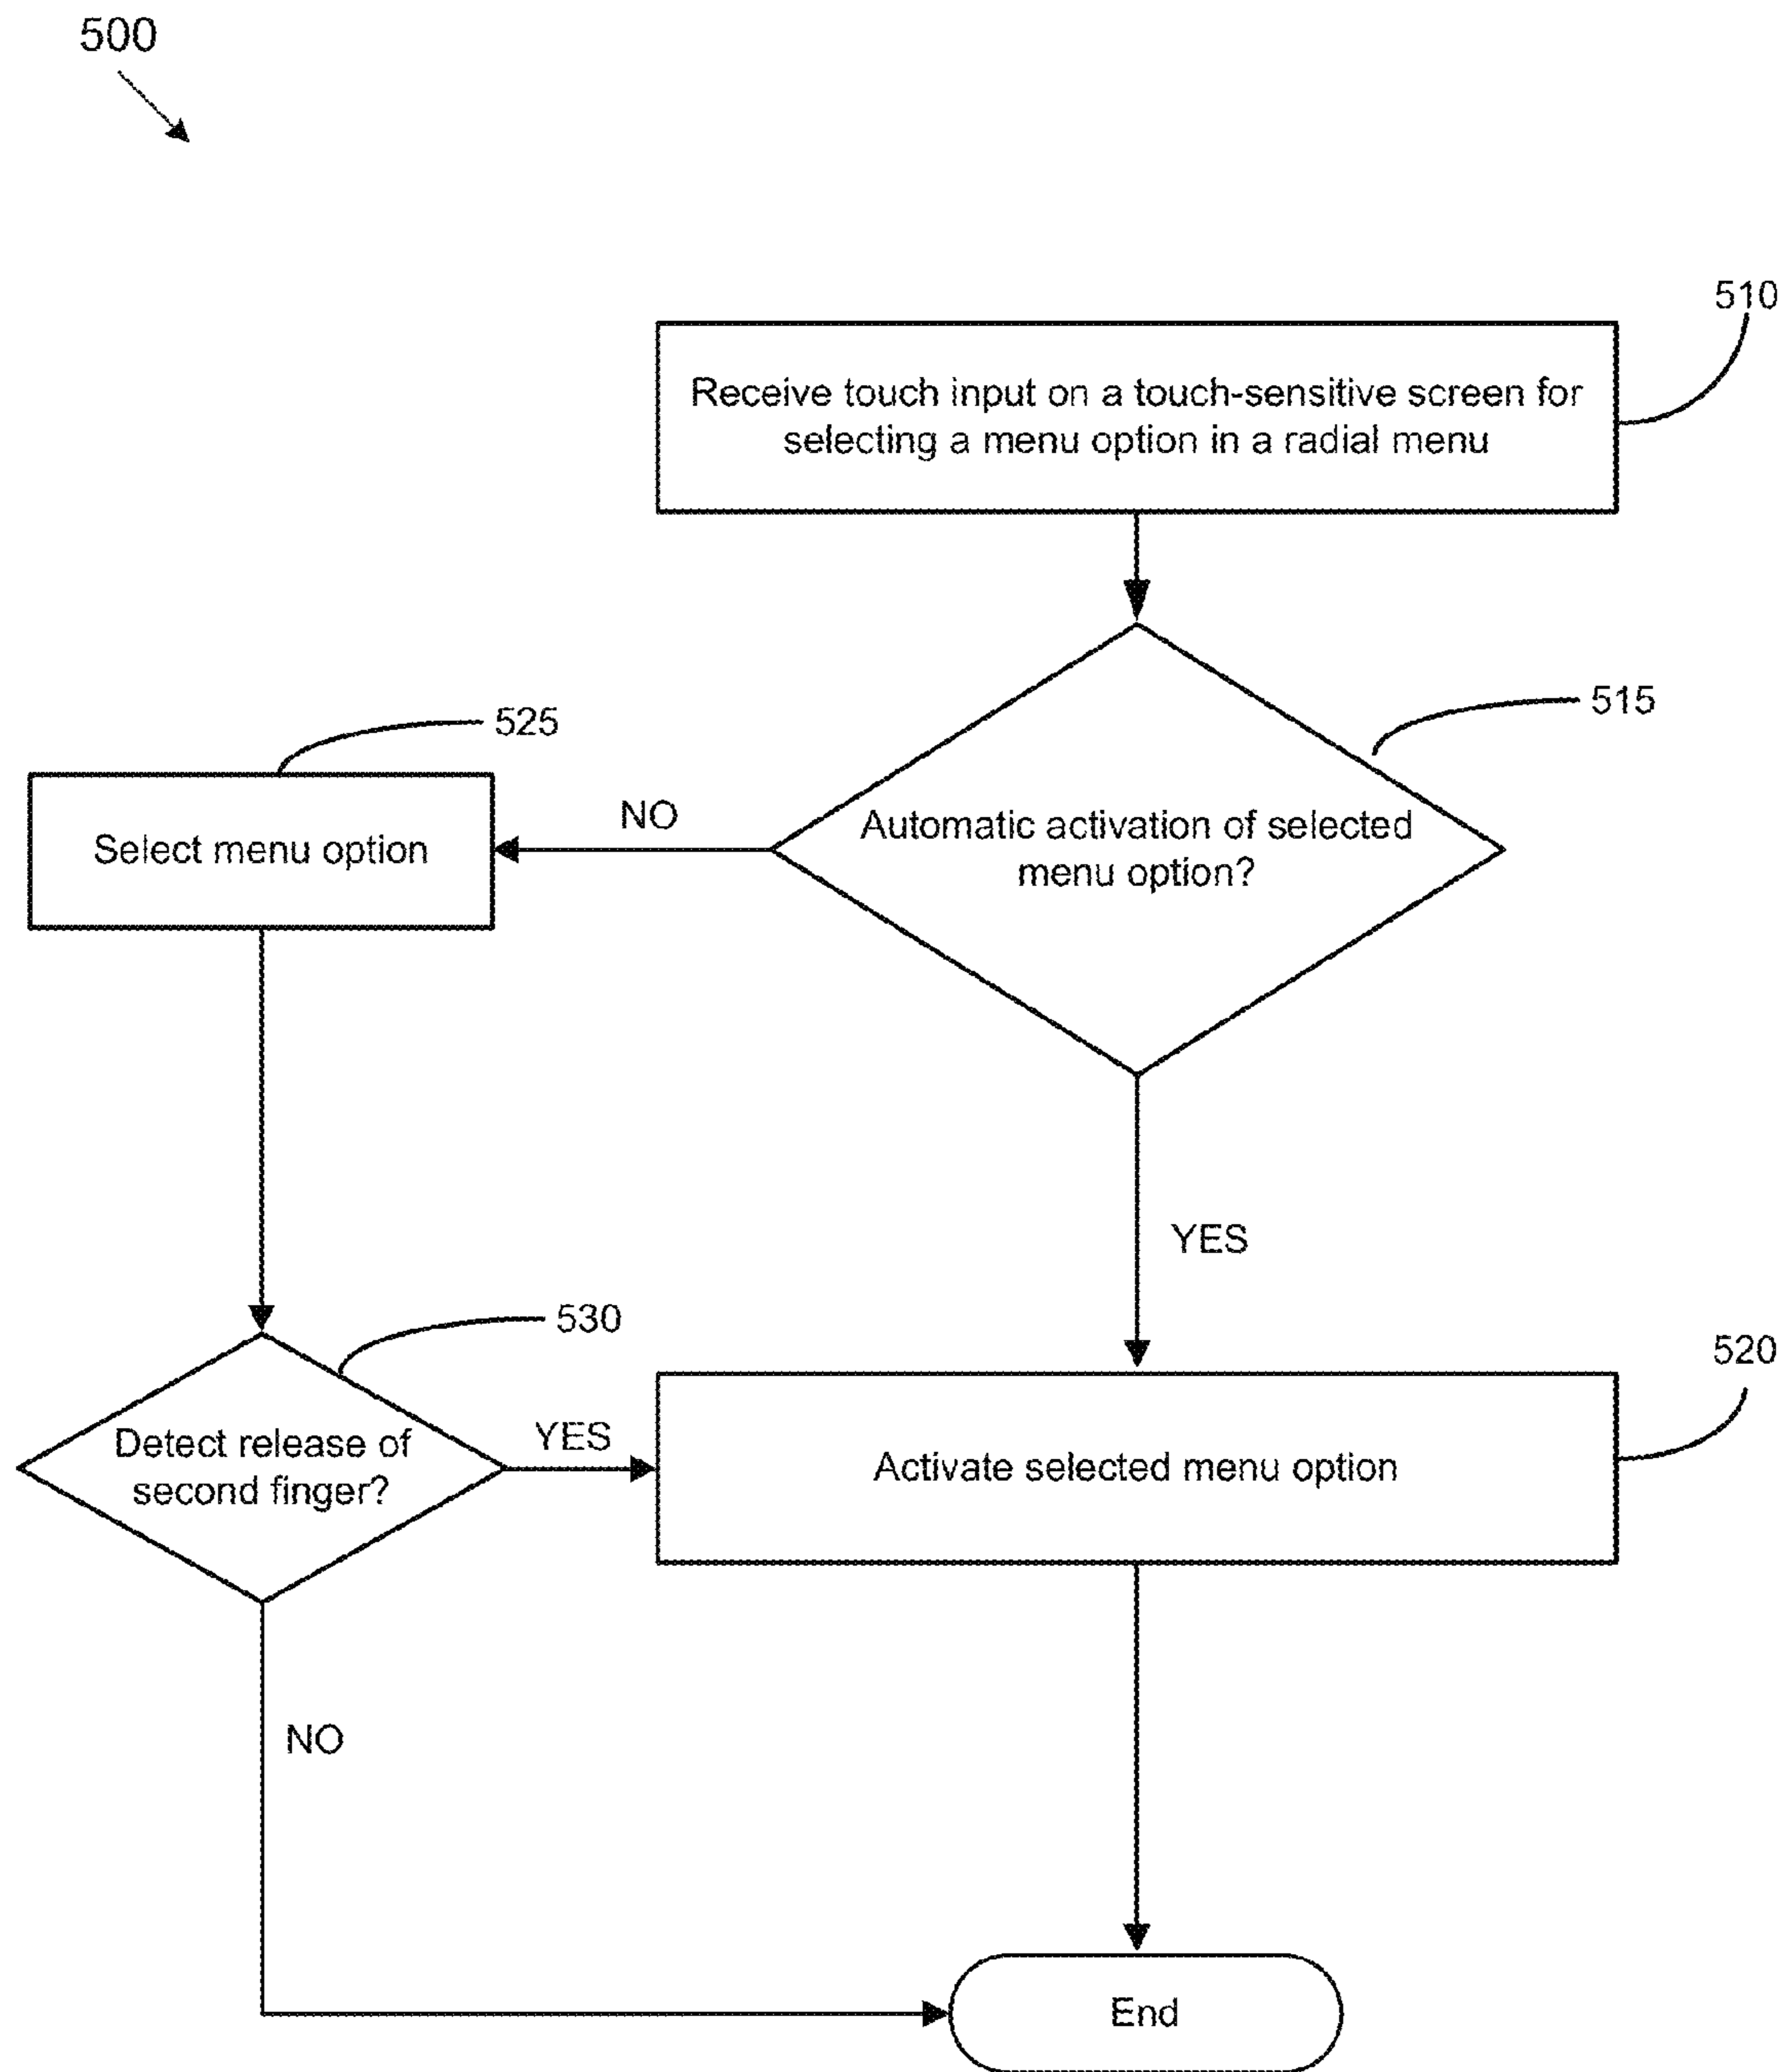 500
510
Receive touch input on a touch-sensitive screen for
selecting a menu option in a radial menu
515
525
Automatic activation of selected
menu option?
NO
Select menu option
YES
530
520
Detect release of
second finger?
YES
Activate selected menu option
NO
End